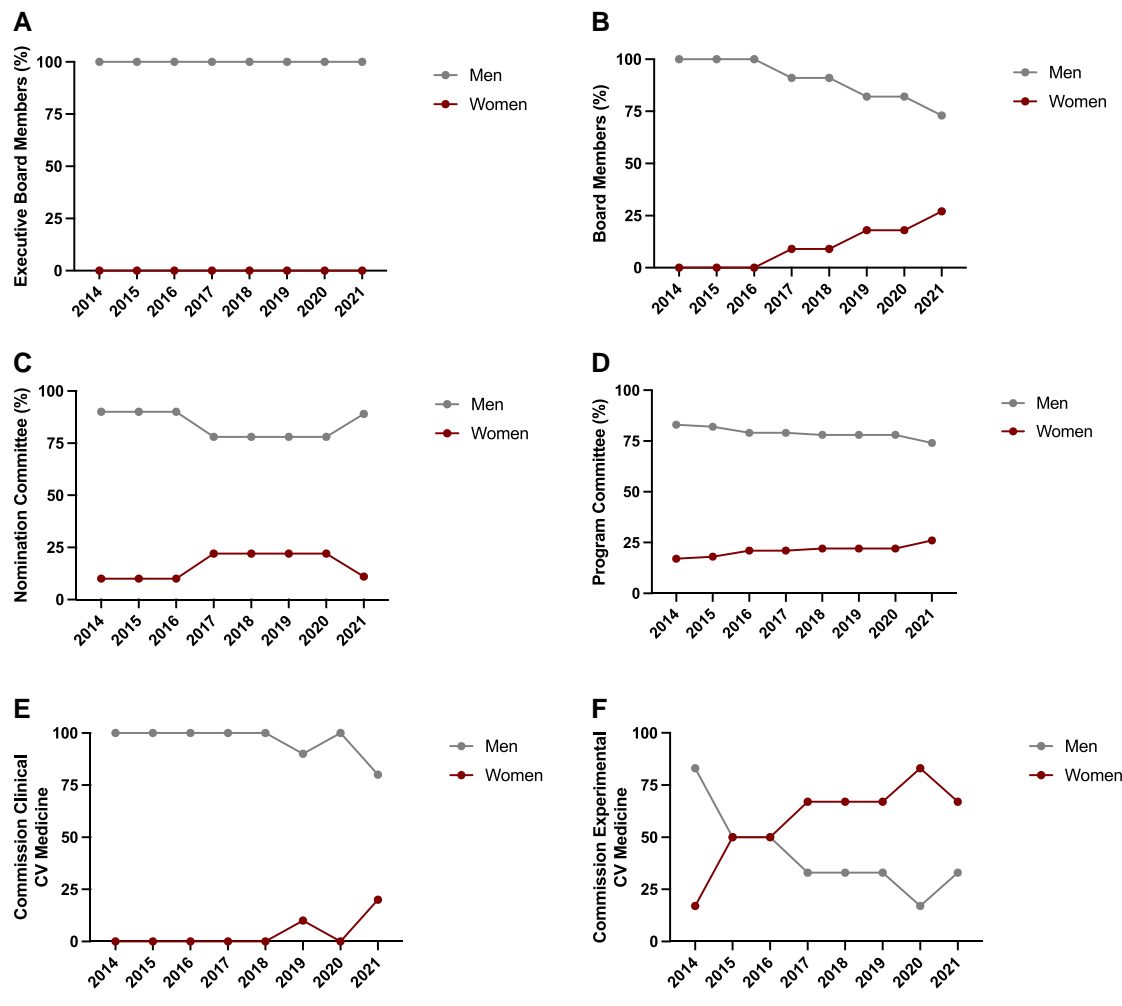 A
Executive Board Members (%)
100
75
50
25
0
2014 2015 2016 2017 2018 2019 2020 2021
Men
Women
B
Board Members (%)
100
75
50
25
0
2014 2015 2016 2017 2018 2019 2020 2021
Men
Women
C
Nomination Committee (%)
100
75
50
25
0
2014 2015 2016 2017 2018 2019 2020 2021
Men
Women
D
Program Committee (%)
100
75
50
25
0
2014 2015 2016 2017 2018 2019 2020 2021
Men
Women
E
Commission Clinical
CV Medicine
100
75
50
25
0
2014 2015 2016 2017 2018 2019 2020 2021
Men
Women
F
Commission Experimental
CV Medicine
100
75
50
25
0
2014 2015 2016 2017 2018 2019 2020 2021
Men
Women